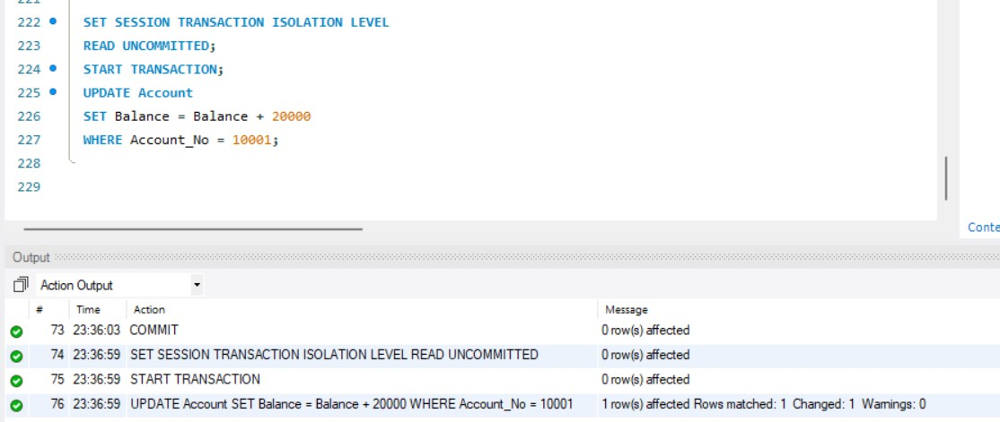 221
222 SET SESSION TRANSACTION ISOLATION LEVEL
223 READ UNCOMMITTED;
224 START TRANSACTION;
225 UPDATE Account
226 SET Balance = Balance + 20000
227 WHERE Account_No = 10001;
228
229
Conte
Output
Action Output
# Time Action Message
73 23:36:03 COMMIT 0 row(s) affected
74 23:36:59 SET SESSION TRANSACTION ISOLATION LEVEL READ UNCOMMITTED 0 row(s) affected
75 23:36:59 START TRANSACTION 0 row(s) affected
76 23:36:59 UPDATE Account SET Balance = Balance + 20000 WHERE Account_No = 10001 1 row(s) affected Rows matched: 1 Changed: 1 Warnings: 0